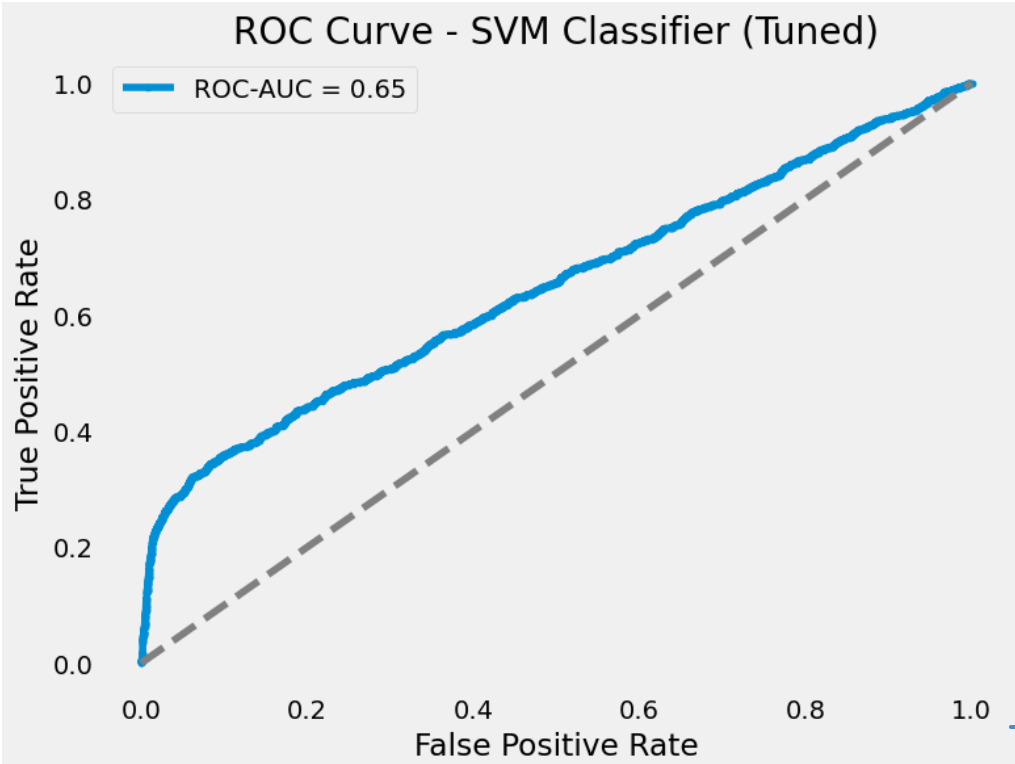 ROC Curve - SVM Classifier (Tuned)
ROC-AUC = 0.65
1.0
0.8
0.6
0.4
0.2
0.0
True Positive Rate
0.0 0.2 0.4 0.6 0.8 1.0
False Positive Rate